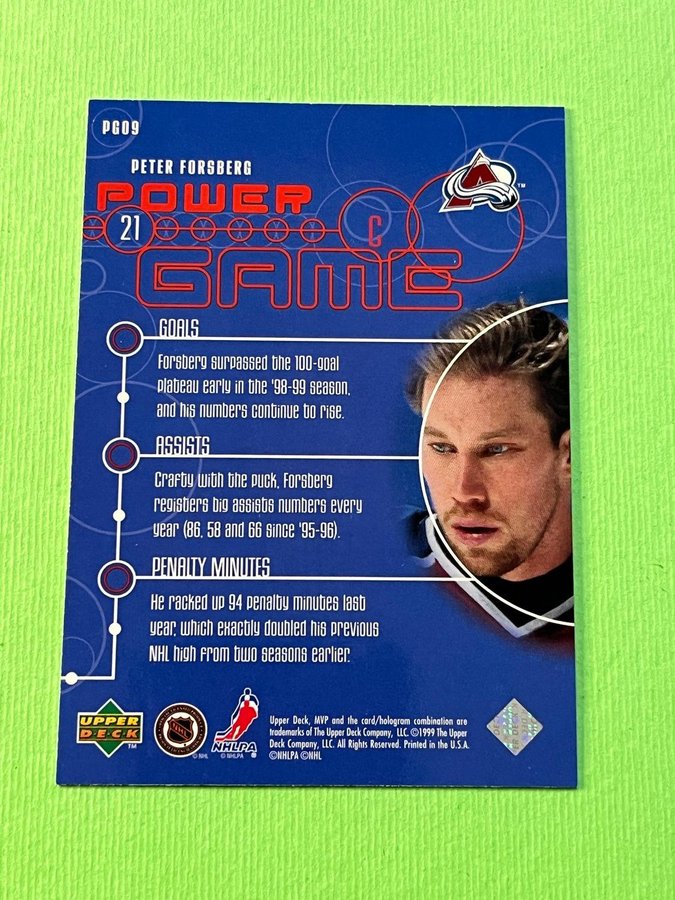 PG09
PETER FORSBERG
POWER
21 C
GAME
GOALS
Forsberg surpassed the 100-goal
plateau early in the '98-99 season,
and his numbers continue to rise.
ASSISTS
Crafty with the puck, Forsberg
registers big assists numbers every
year (86, 58 and 66 since '95-96).
PENALTY MINUTES
He racked up 94 penalty minutes last
year, which exactly doubled his previous
NHL high from two seasons earlier.
UPPER
DECK
TM
NHL
© NHL
NHLPA
© NHLPA
Upper Deck, MVP and the card/hologram combination are
trademarks of The Upper Deck Company, LLC. ©1999 The Upper
Deck Company, LLC. All Rights Reserved. Printed in the U.S.A.
©NHLPA ©NHL